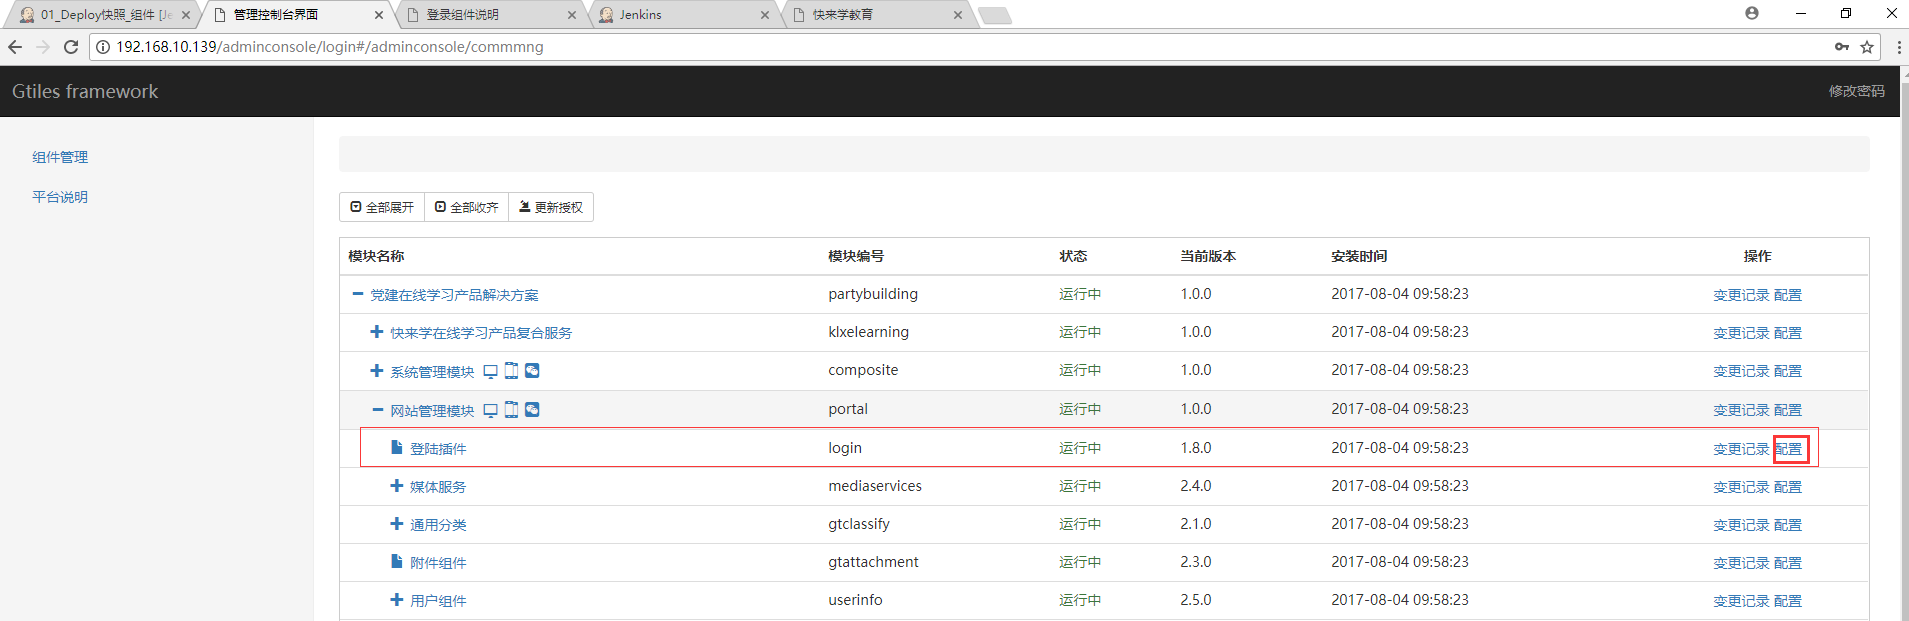 01_Deploy快照_组件 [Je
管理控制台界面
登录组件说明
Jenkins
快来学教育
192.168.10.139/adminconsole/login#/adminconsole/commmng
Gtiles framework
修改密码
组件管理
平台说明
全部展开 全部收齐 更新授权
模块名称 模块编号 状态 当前版本 安装时间 操作
党建在线学习产品解决方案 partybuilding 运行中 1.0.0 2017-08-04 09:58:23 变更记录 配置
快来学在线学习产品复合服务 klxelearning 运行中 1.0.0 2017-08-04 09:58:23 变更记录 配置
系统管理模块 composite 运行中 1.0.0 2017-08-04 09:58:23 变更记录 配置
网站管理模块 portal 运行中 1.0.0 2017-08-04 09:58:23 变更记录 配置
登陆插件 login 运行中 1.8.0 2017-08-04 09:58:23 变更记录 配置
媒体服务 mediaservices 运行中 2.4.0 2017-08-04 09:58:23 变更记录 配置
通用分类 gtclassify 运行中 2.1.0 2017-08-04 09:58:23 变更记录 配置
附件组件 gtattachment 运行中 2.3.0 2017-08-04 09:58:23 变更记录 配置
用户组件 userinfo 运行中 2.5.0 2017-08-04 09:58:23 变更记录 配置